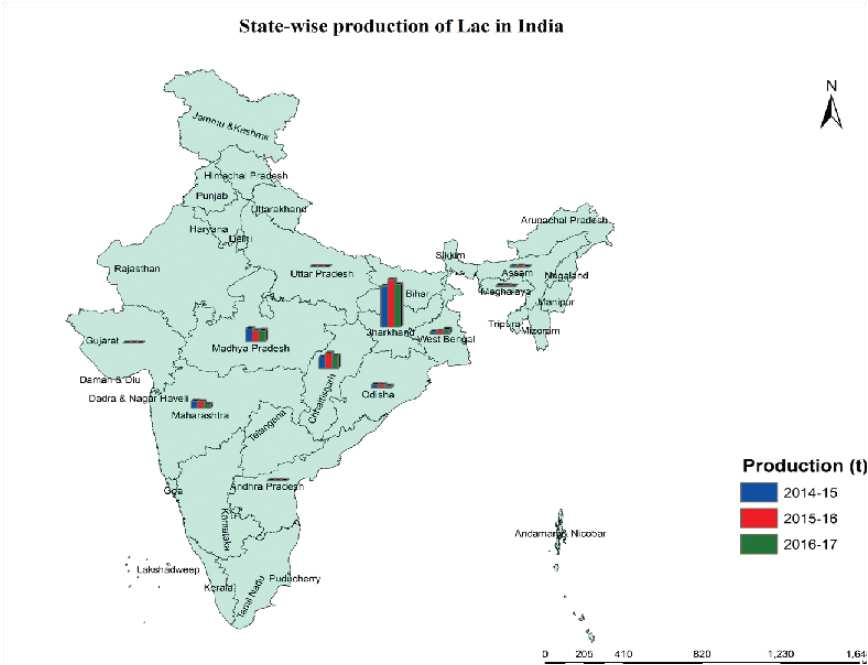 State-wise production of Lac in India
N
Jammu &Kashmir
Himachal Pradesh
Punjab
Uttarakhand
Haryana
Delhi
Arunachal Pradesh
Sikkim
Rajasthan
Uttar Pradesh
Assam
Nagaland
Meghalaya
Bihar
Manipur
Tripura
Mizoram
Jharkhand
West Bengal
Gujarat
Madhya Pradesh
Daman & Diu
Dadra & Nagar Haveli
Maharashtra
Chhattisgarh
Odisha
Telangana
Andhra Pradesh
Goa
Karnataka
Andaman& Nicobar
Lakshadweep
Kerala
Tamil Nadu
Puducherry
Production (t)
2014-15
2015-16
2016-17
0 205 410 820 1,230